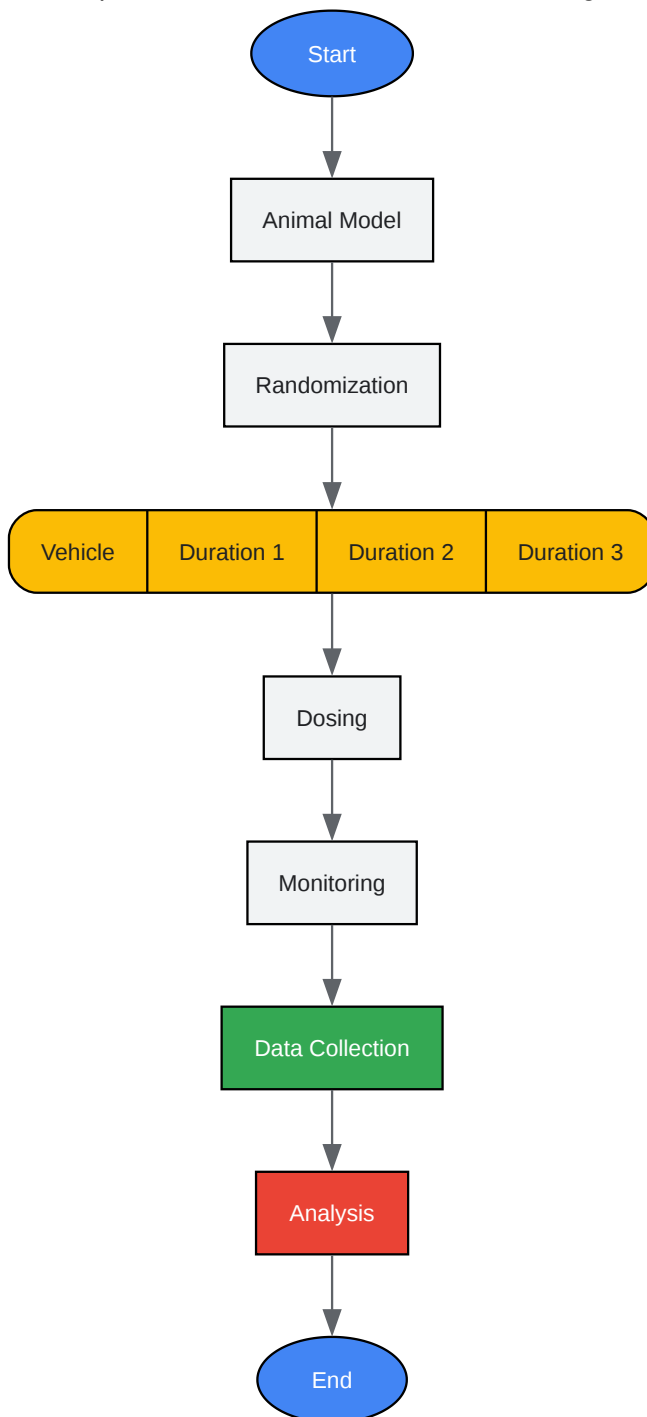 Start
Animal Model
Randomization
Vehicle Duration 1 Duration 2 Duration 3
Dosing
Monitoring
Data Collection
Analysis
End